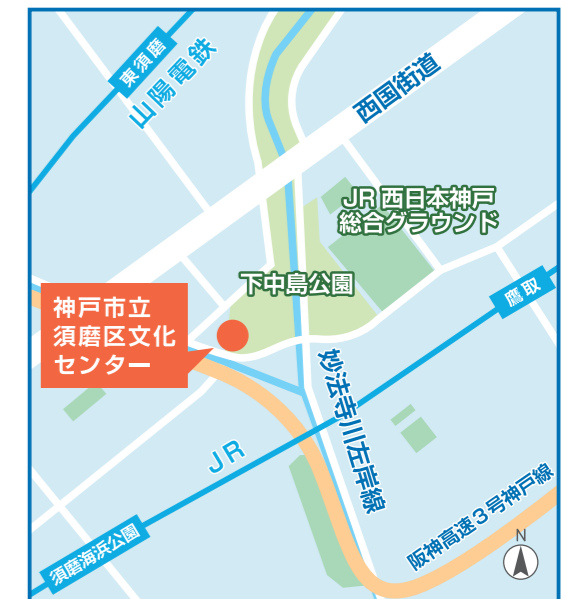 東須磨
山陽電鉄
西国街道
JR西日本神戸
総合グラウンド
下中島公園
鷹取
神戸市立
須磨区文化
センター
妙法寺川左岸線
JR
阪神高速3号神戸線
須磨海浜公園
N